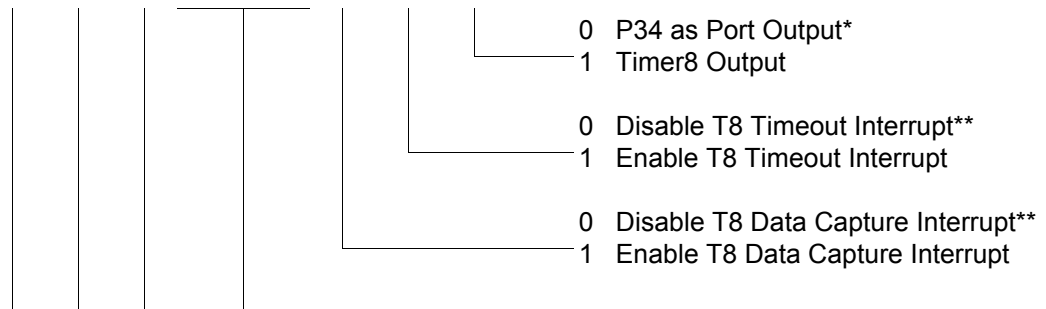 0 P34 as Port Output*
1 Timer8 Output
0 Disable T8 Timeout Interrupt**
1 Enable T8 Timeout Interrupt
0 Disable T8 Data Capture Interrupt**
1 Enable T8 Data Capture Interrupt